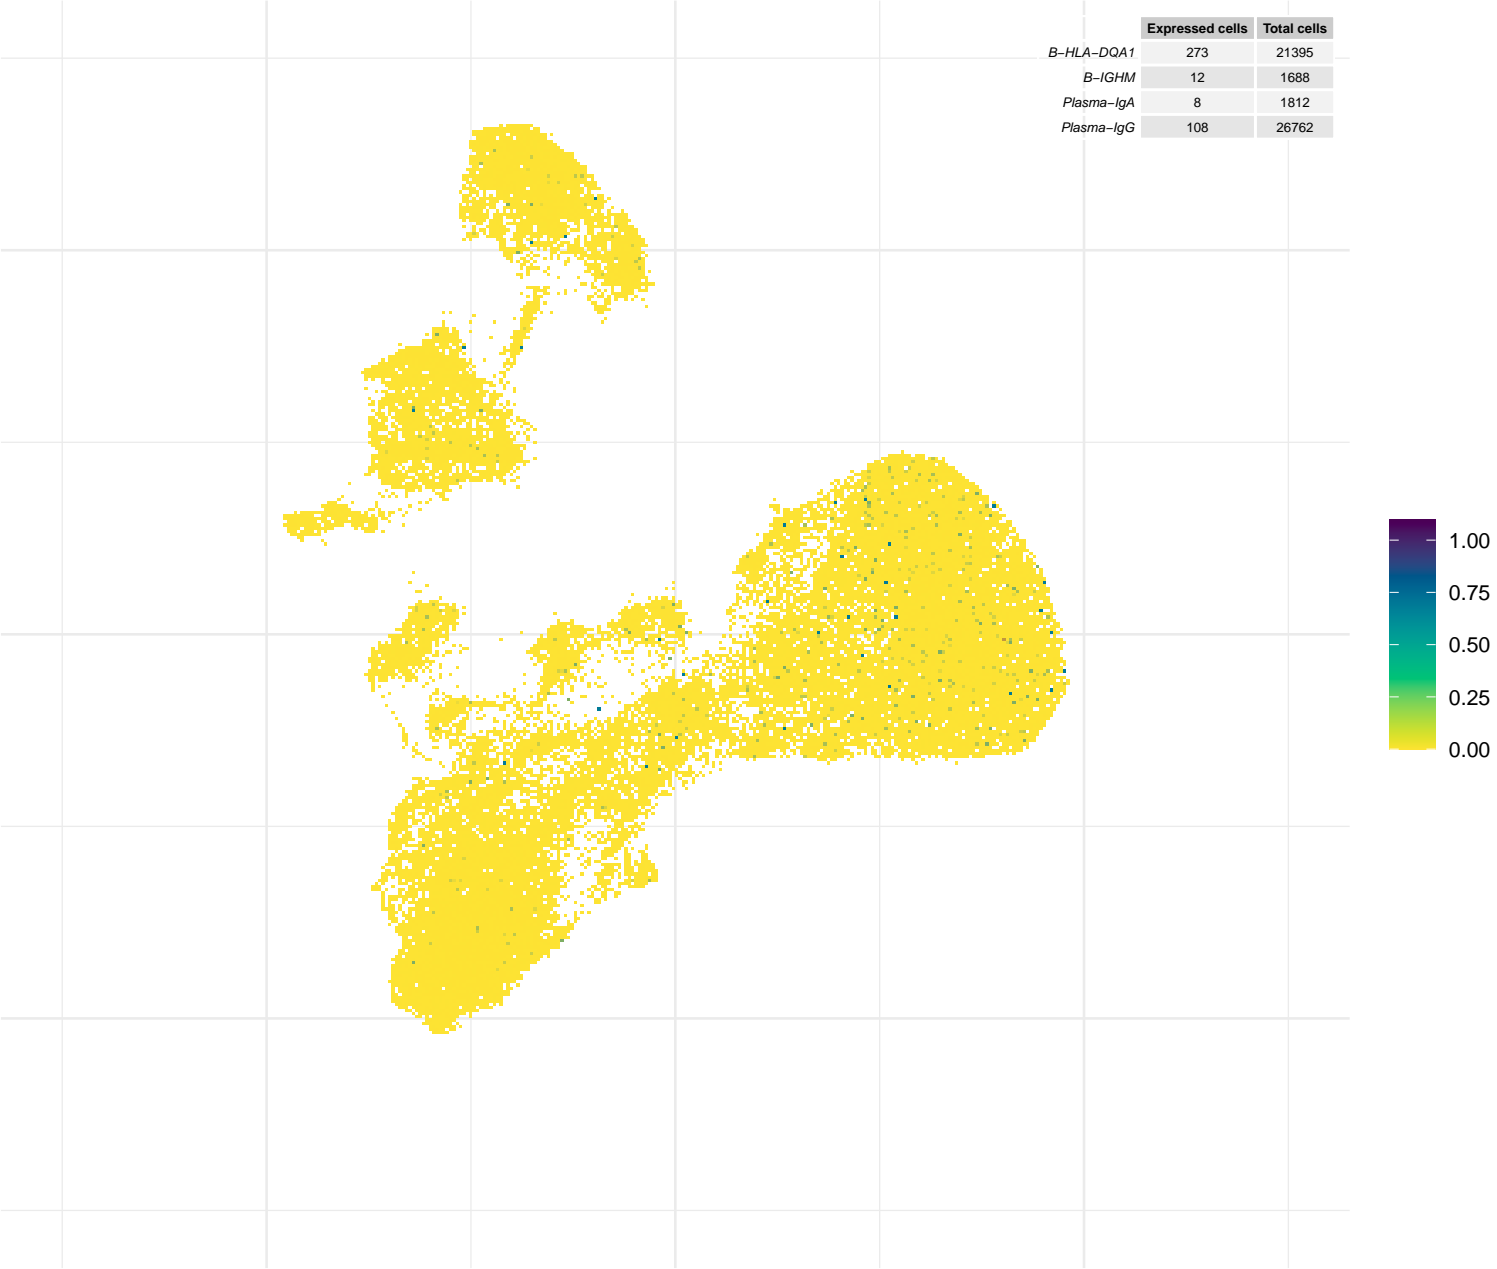 Expressed cells Total cells
B−HLA−DQA1 273 21395
B−IGHM 12 1688
Plasma−IgA 8 1812
Plasma−IgG 108 26762
1.00
0.75
0.50
0.25
0.00